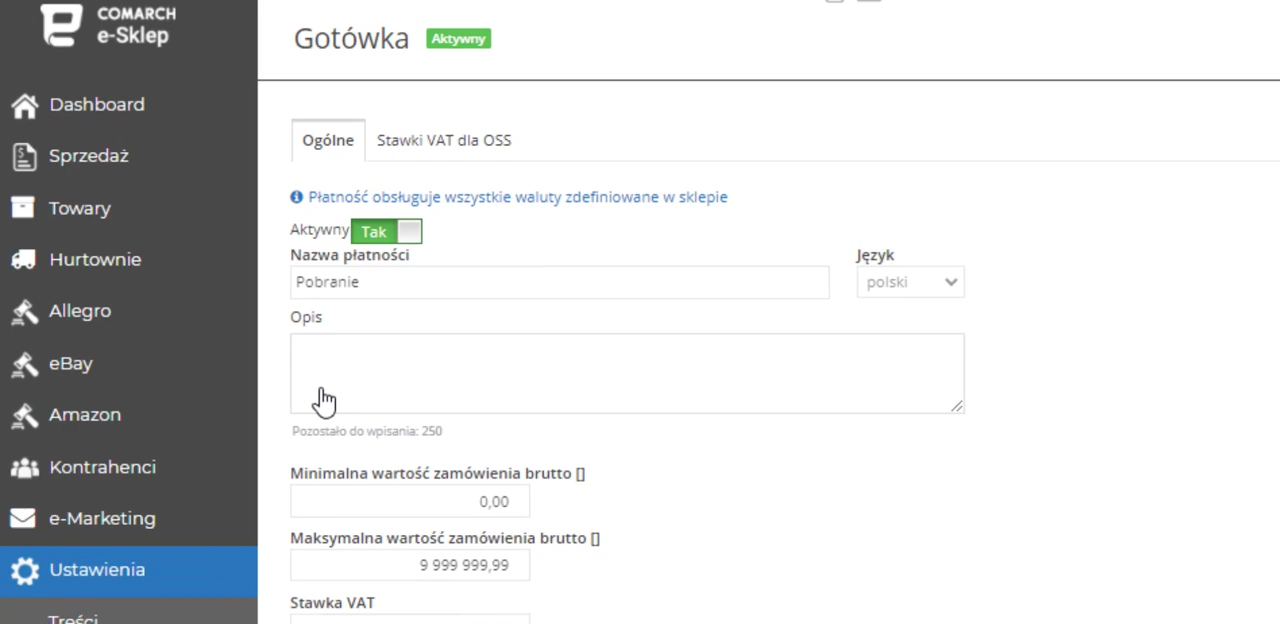 COMARCH
e-Sklep
Dashboard
Sprzedaż
Towary
Hurtownie
Allegro
eBay
Amazon
Kontrahenci
e-Marketing
Ustawienia
Treści
Gotówka Aktywny
Ogólne Stawki VAT dla OSS
Płatność obsługuje wszystkie waluty zdefiniowane w sklepie
Aktywny Tak
Nazwa płatności Język
Pobranie polski
Opis
Pozostało do wpisania: 250
Minimalna wartość zamówienia brutto []
0,00
Maksymalna wartość zamówienia brutto []
9 999 999,99
Stawka VAT